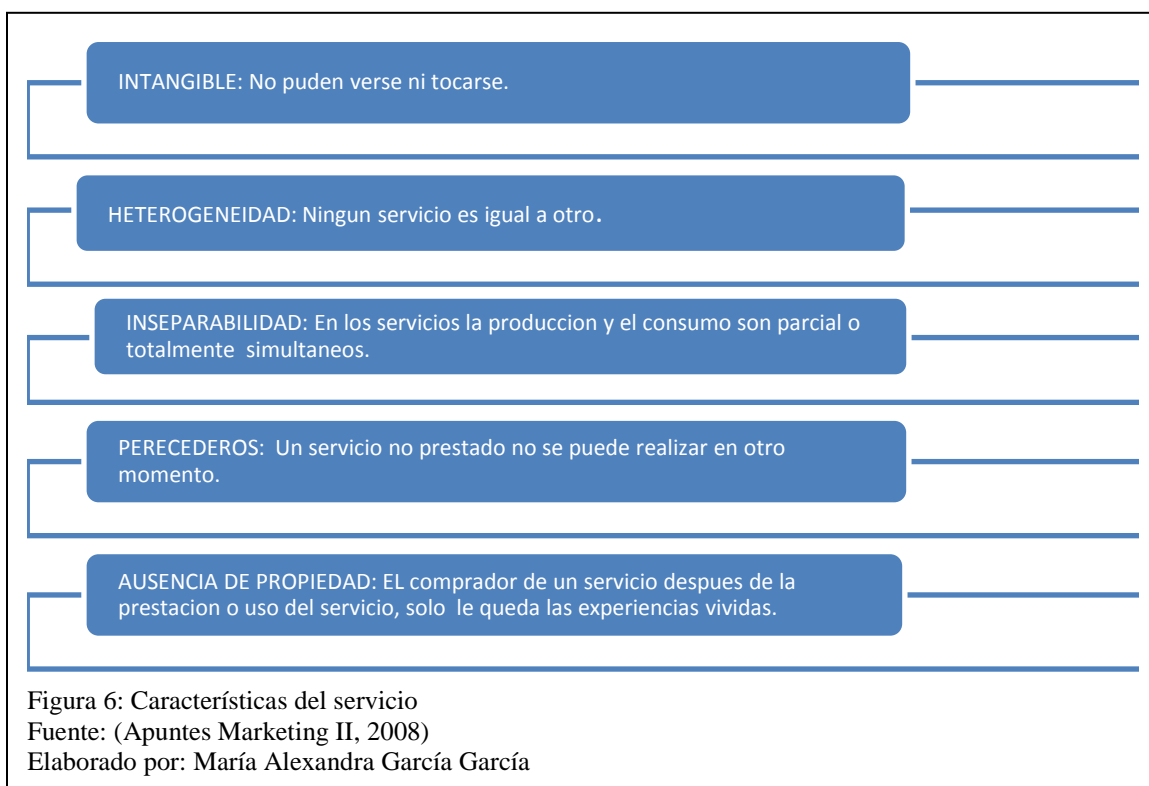 INTANGIBLE: No puden verse ni tocarse.
HETEROGENEIDAD: Ningun servicio es igual a otro.
INSEPARABILIDAD: En los servicios la produccion y el consumo son parcial o
totalmente simultaneos.
PERECEDEROS: Un servicio no prestado no se puede realizar en otro
momento.
AUSENCIA DE PROPIEDAD: EL comprador de un servicio despues de la
prestacion o uso del servicio, solo le queda las experiencias vividas.
Figura 6: Características del servicio
Fuente: (Apuntes Marketing II, 2008)
Elaborado por: María Alexandra García García